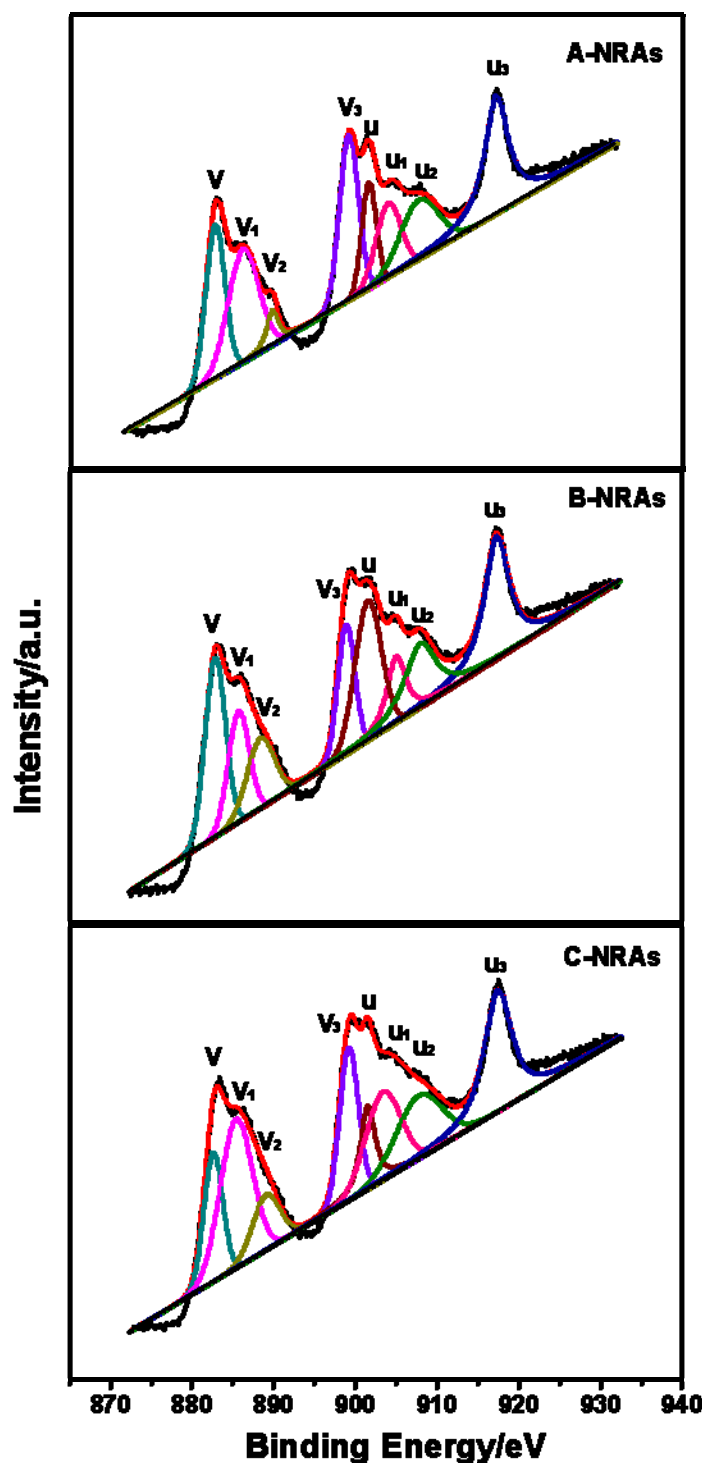 A-NRAs
V
V1
V2
V3
u
u1
u2
u3
B-NRAs
V
V1
V2
V3
u
u1
u2
u3
C-NRAs
V
V1
V2
V3
u
u1
u2
u3
Intensity/a.u.
870 880 890 900 910 920 930 940
Binding Energy/eV